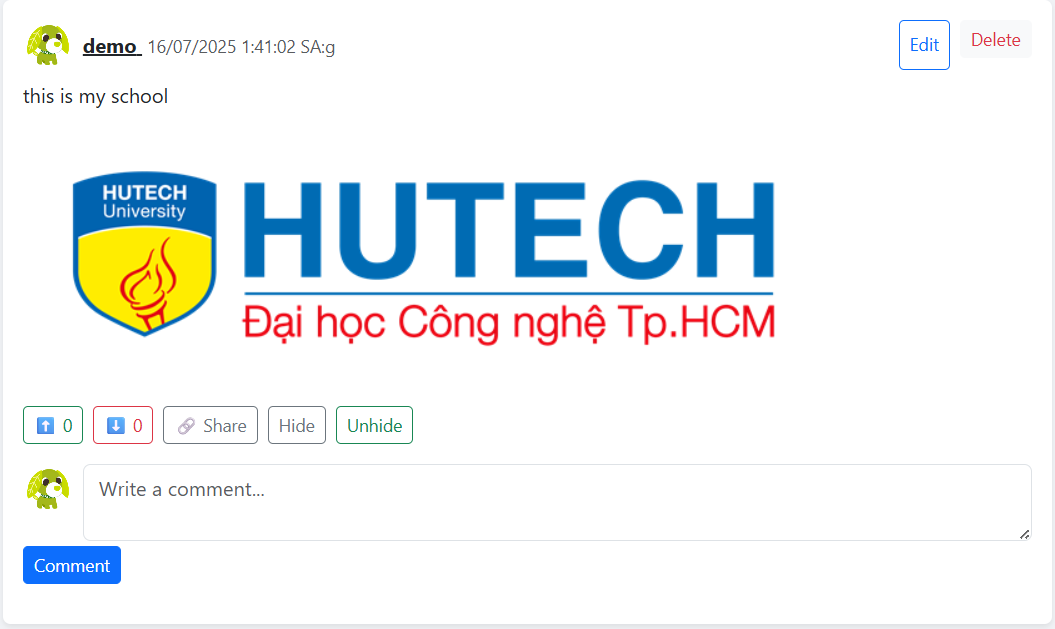 demo 16/07/2025 1:41:02 SA:g
Edit
Delete
this is my school
HUTECH
University
HUTECH
Đại học Công nghệ Tp.HCM
0
0
Share
Hide
Unhide
Write a comment...
Comment